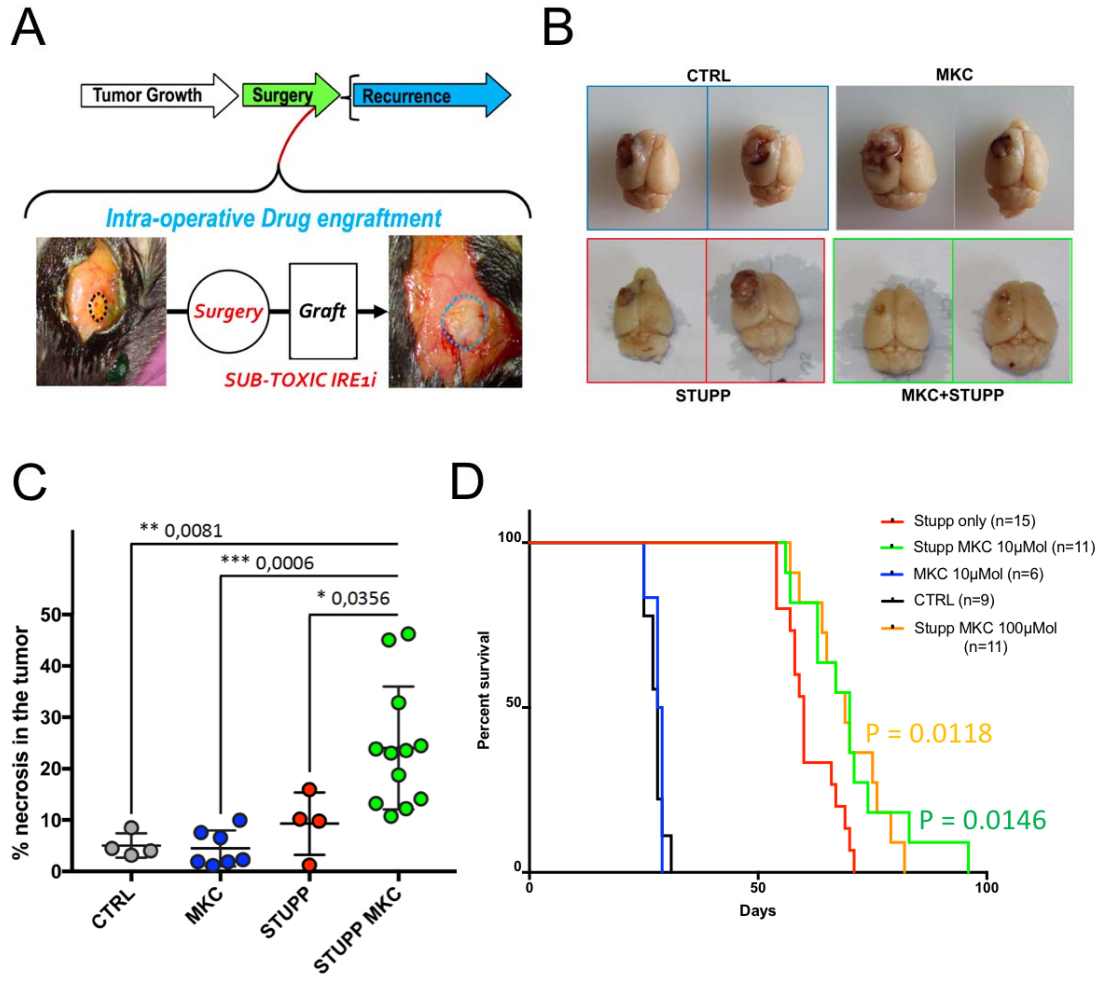 A
Tumor Growth
Surgery
Recurrence
Intra-operative Drug engraftment
Surgery
Graft
SUB-TOXIC IRE1i
B
CTRL
MKC
STUPP
MKC+STUPP
C
** 0,0081
*** 0,0006
* 0,0356
% necrosis in the tumor
50
40
30
20
10
0
CTRL
MKC
STUPP
STUPP MKC
D
Percent survival
100
50
0
0
50
100
Days
Stupp only (n=15)
Stupp MKC 10µMol (n=11)
MKC 10µMol (n=6)
CTRL (n=9)
Stupp MKC 100µMol
(n=11)
P = 0.0118
P = 0.0146